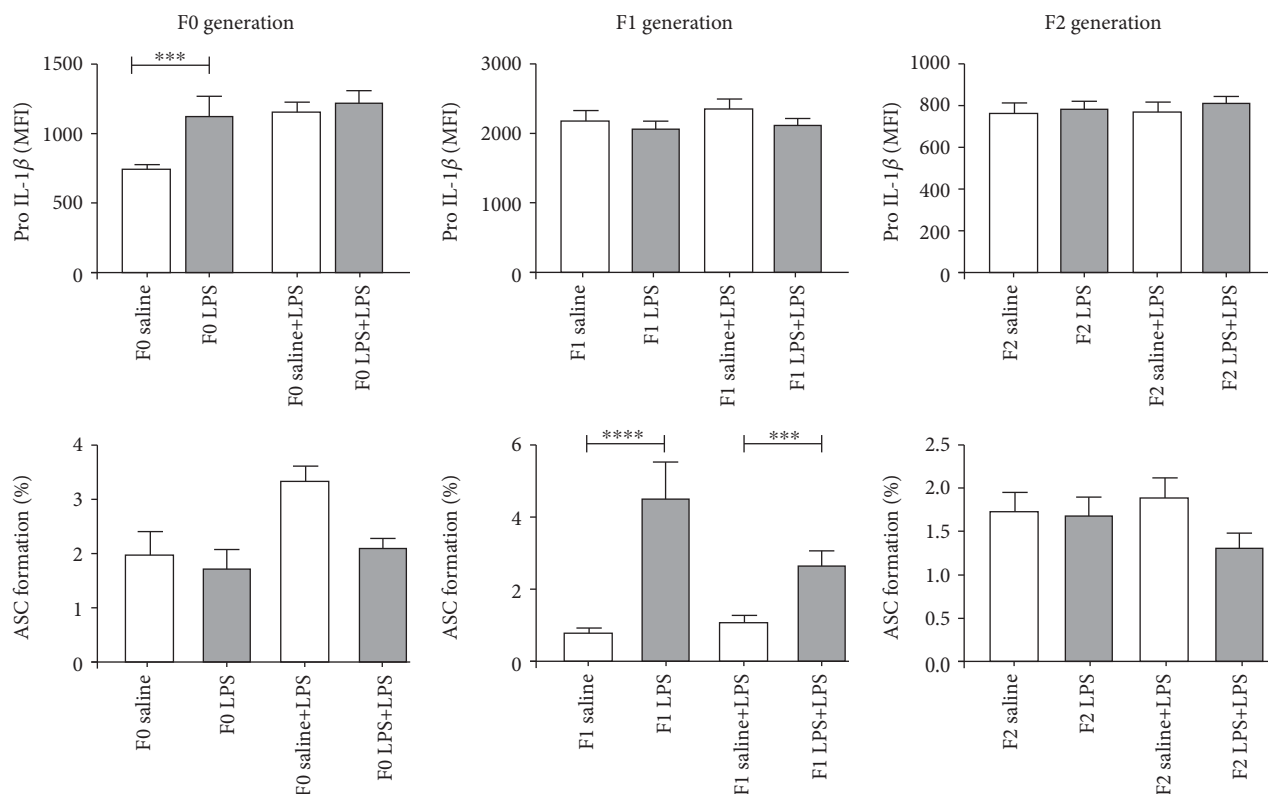 F0 generation
Pro IL-1β (MFI)
1500
1000
500
0
***
F0 saline
F0 LPS
F0 saline+LPS
F0 LPS+LPS
F1 generation
Pro IL-1β (MFI)
3000
2000
1000
0
F1 saline
F1 LPS
F1 saline+LPS
F1 LPS+LPS
F2 generation
Pro IL-1β (MFI)
1000
800
600
400
200
0
F2 saline
F2 LPS
F2 saline+LPS
F2 LPS+LPS
ASC formation (%)
4
3
2
1
0
F0 saline
F0 LPS
F0 saline+LPS
F0 LPS+LPS
ASC formation (%)
6
4
2
0
****
***
F1 saline
F1 LPS
F1 saline+LPS
F1 LPS+LPS
ASC formation (%)
2.5
2.0
1.5
1.0
0.5
0.0
F2 saline
F2 LPS
F2 saline+LPS
F2 LPS+LPS